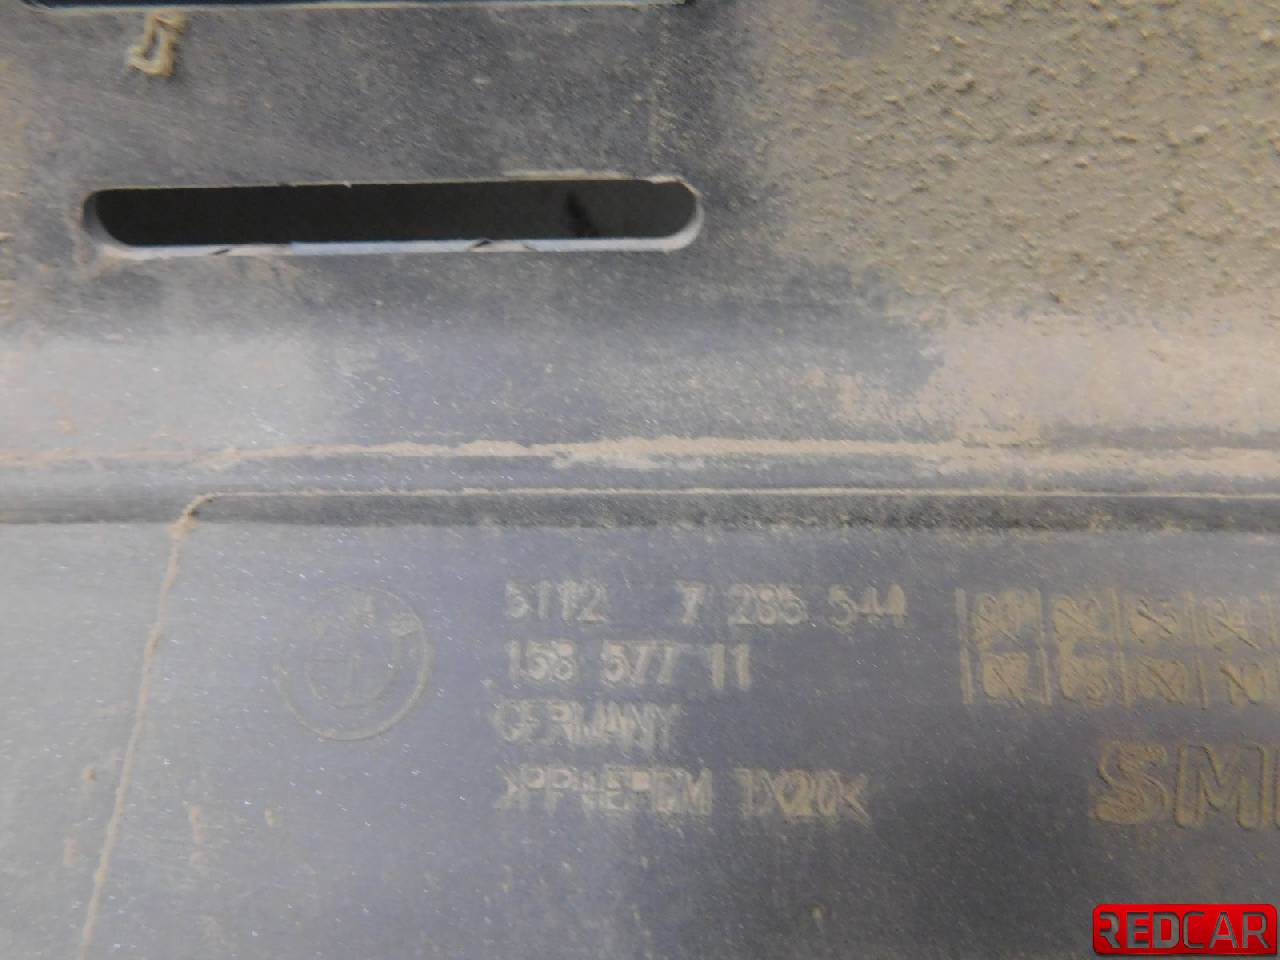 5112 7 285 544
158 577 11
GERMANY
>PP+EPDM TX20<
SM
REDCAR